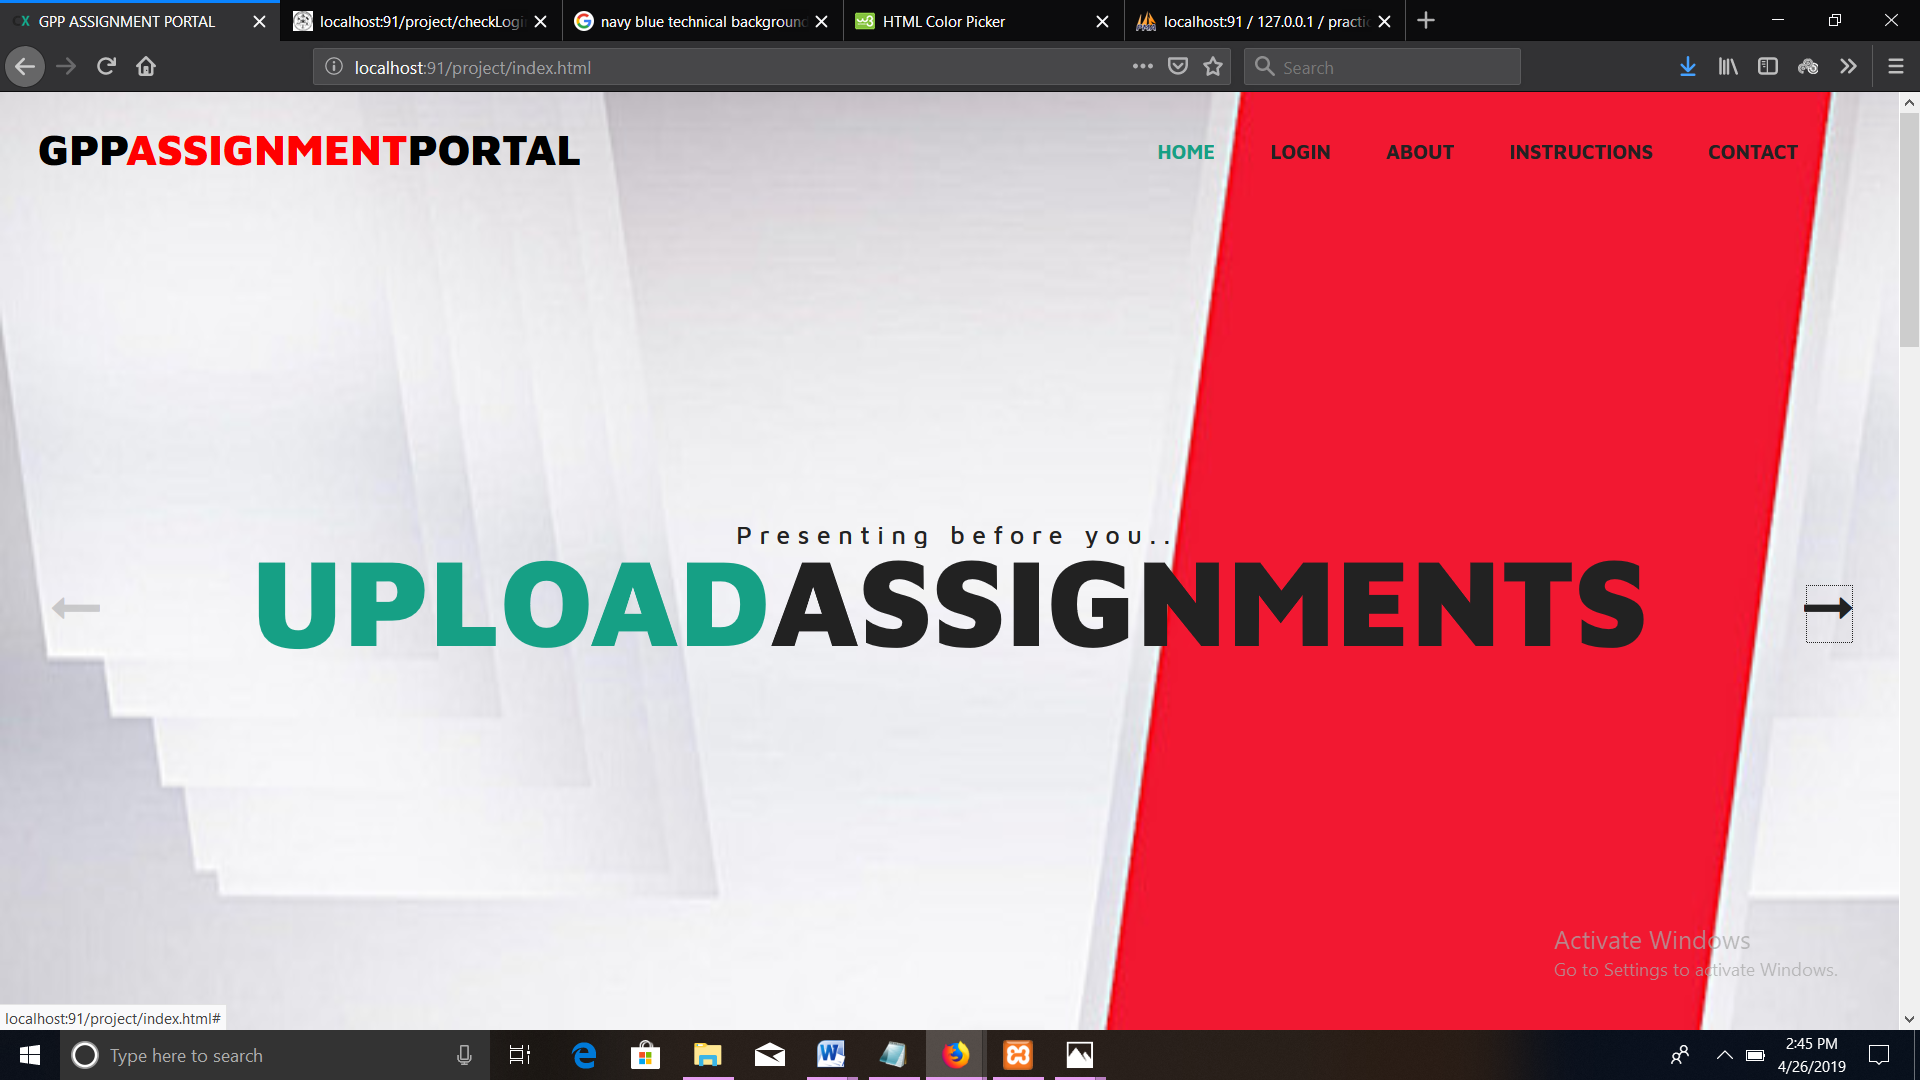 GPP ASSIGNMENT PORTAL
localhost:91/project/checkLogi
navy blue technical background
HTML Color Picker
localhost:91 / 127.0.0.1 / practi
localhost:91/project/index.html
Search
GPPASSIGNMENTPORTAL
HOME
LOGIN
ABOUT
INSTRUCTIONS
CONTACT
Presenting before you..
UPLOADASSIGNMENTS
Activate Windows
Go to Settings to activate Windows.
localhost:91/project/index.html#
Type here to search
2:45 PM
4/26/2019